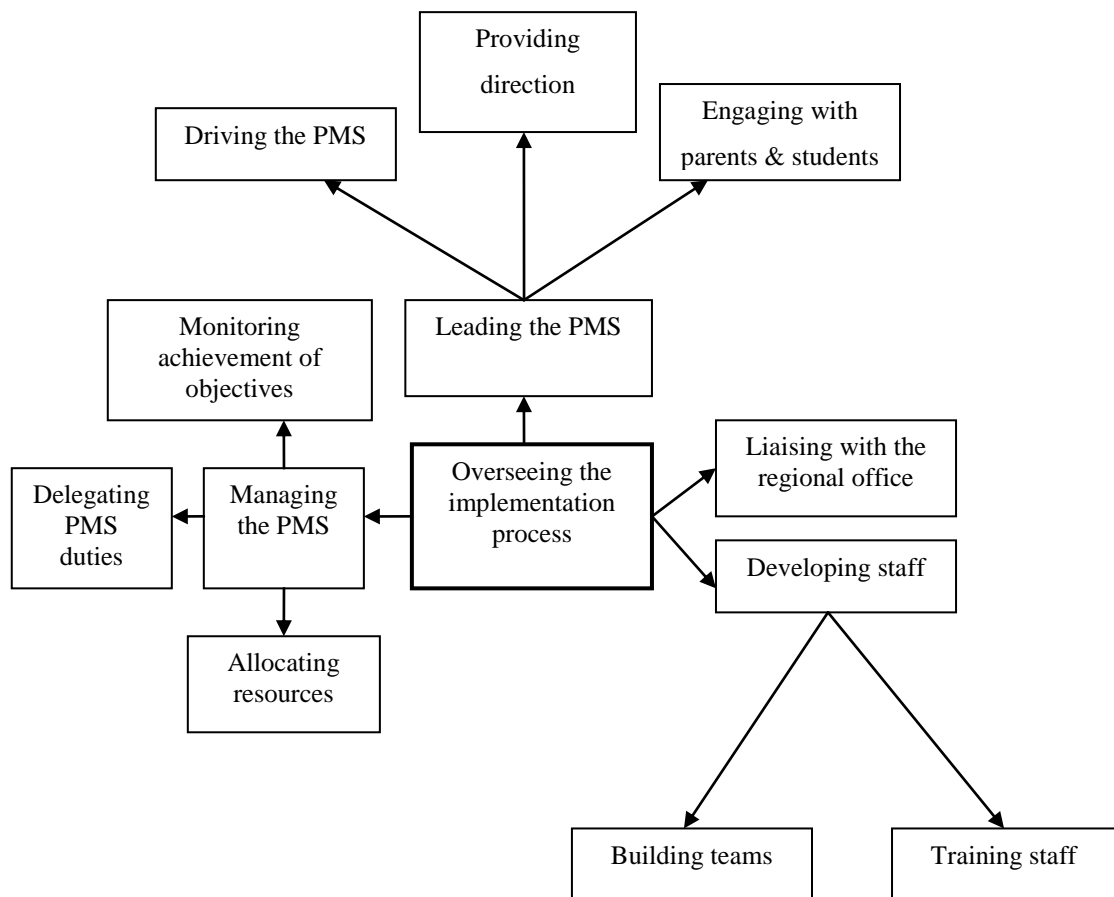 Providing
direction
Driving the PMS
Engaging with
parents & students
Monitoring
achievement of
objectives
Leading the PMS
Delegating
PMS
duties
Managing
the PMS
Overseeing the
implementation
process
Liaising with the
regional office
Developing staff
Allocating
resources
Building teams
Training staff